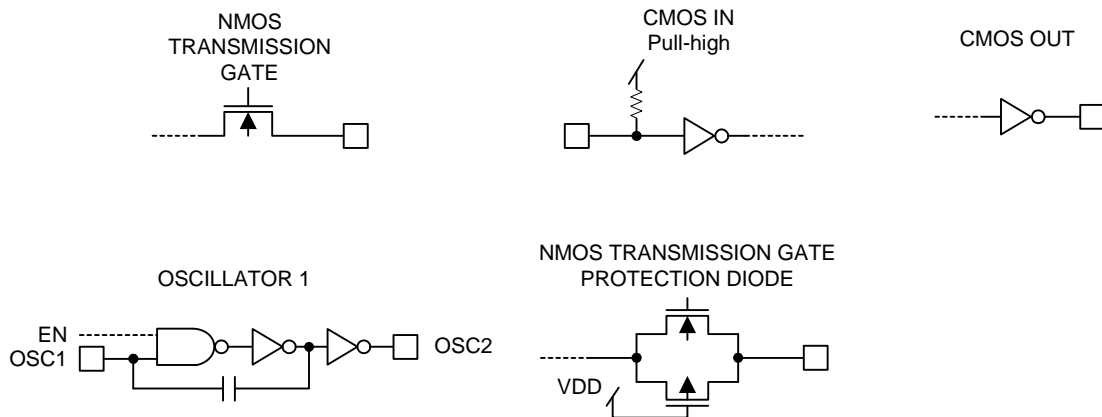 NMOS
TRANSMISSION
GATE
CMOS IN
Pull-high
CMOS OUT
OSCILLATOR 1
EN
OSC1
OSC2
NMOS TRANSMISSION GATE
PROTECTION DIODE
VDD